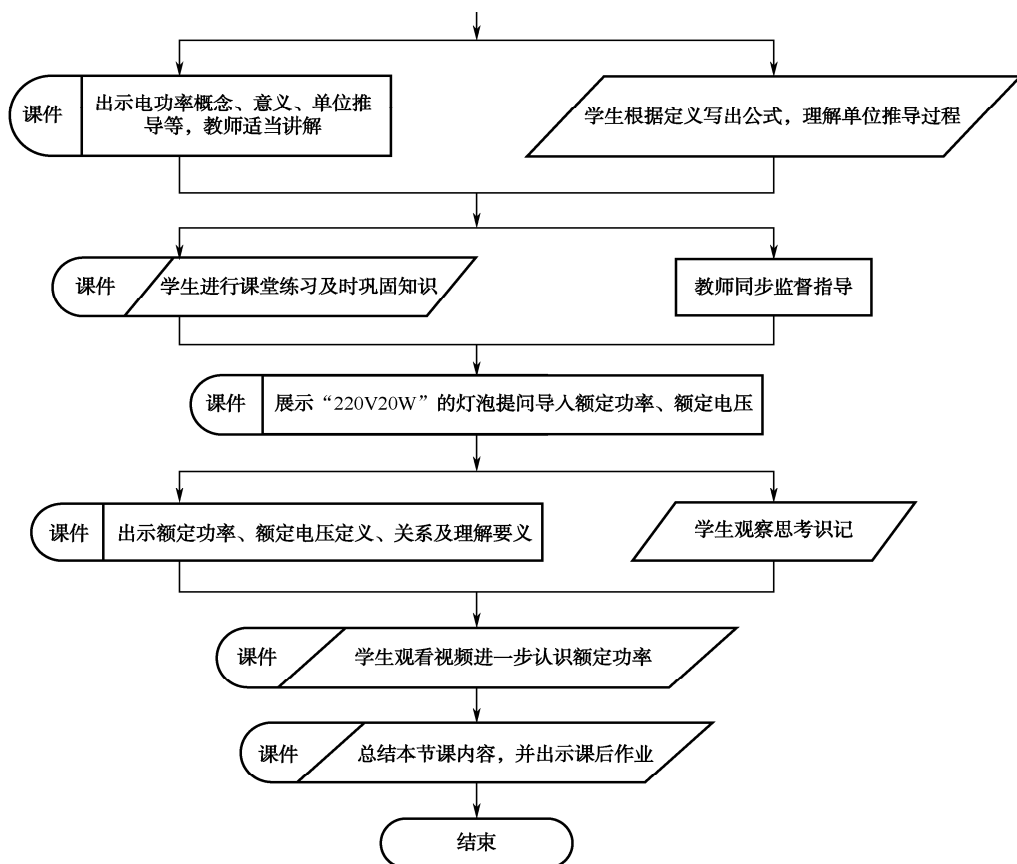 课件
出示电功率概念、意义、单位推
导等，教师适当讲解
学生根据定义写出公式，理解单位推导过程
课件
学生进行课堂练习及时巩固知识
教师同步监督指导
课件
展示“220V20W”的灯泡提问导入额定功率、额定电压
课件
出示额定功率、额定电压定义、关系及理解要义
学生观察思考识记
课件
学生观看视频进一步认识额定功率
课件
总结本节课内容，并出示课后作业
结束